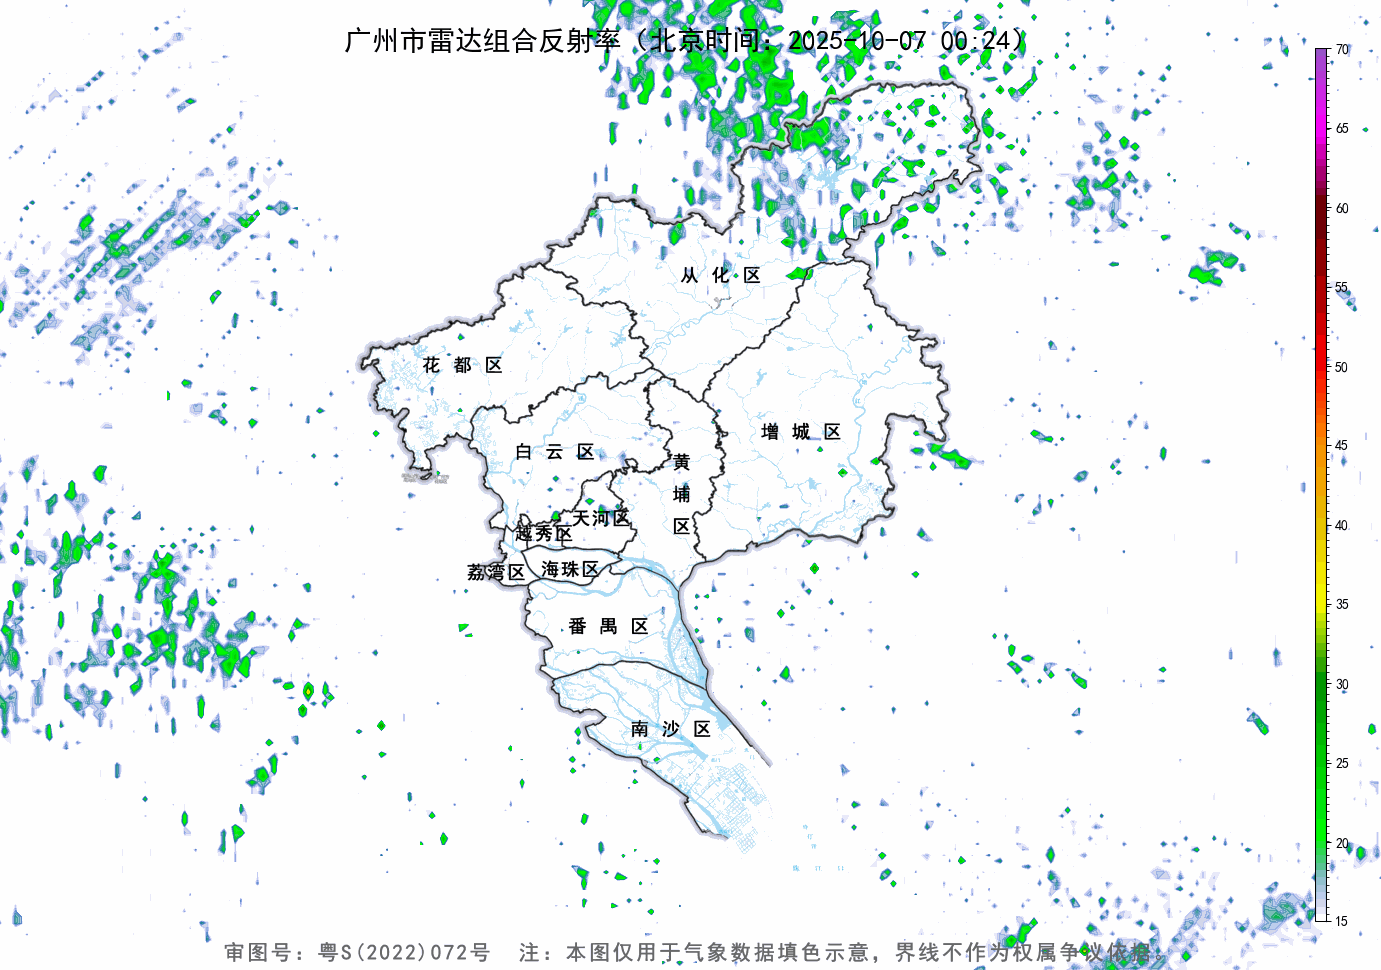 广州市雷达组合反射率（北京时间：2025-10-07 00:24）
70
65
60
55
50
45
40
35
30
25
20
15
从化区
花都区
增城区
白云区
黄埔区
天河区
越秀区
海珠区
荔湾区
番禺区
南沙区
审图号：粤S(2022)072号 注：本图仅用于气象数据填色示意，界线不作为权属争议依据。